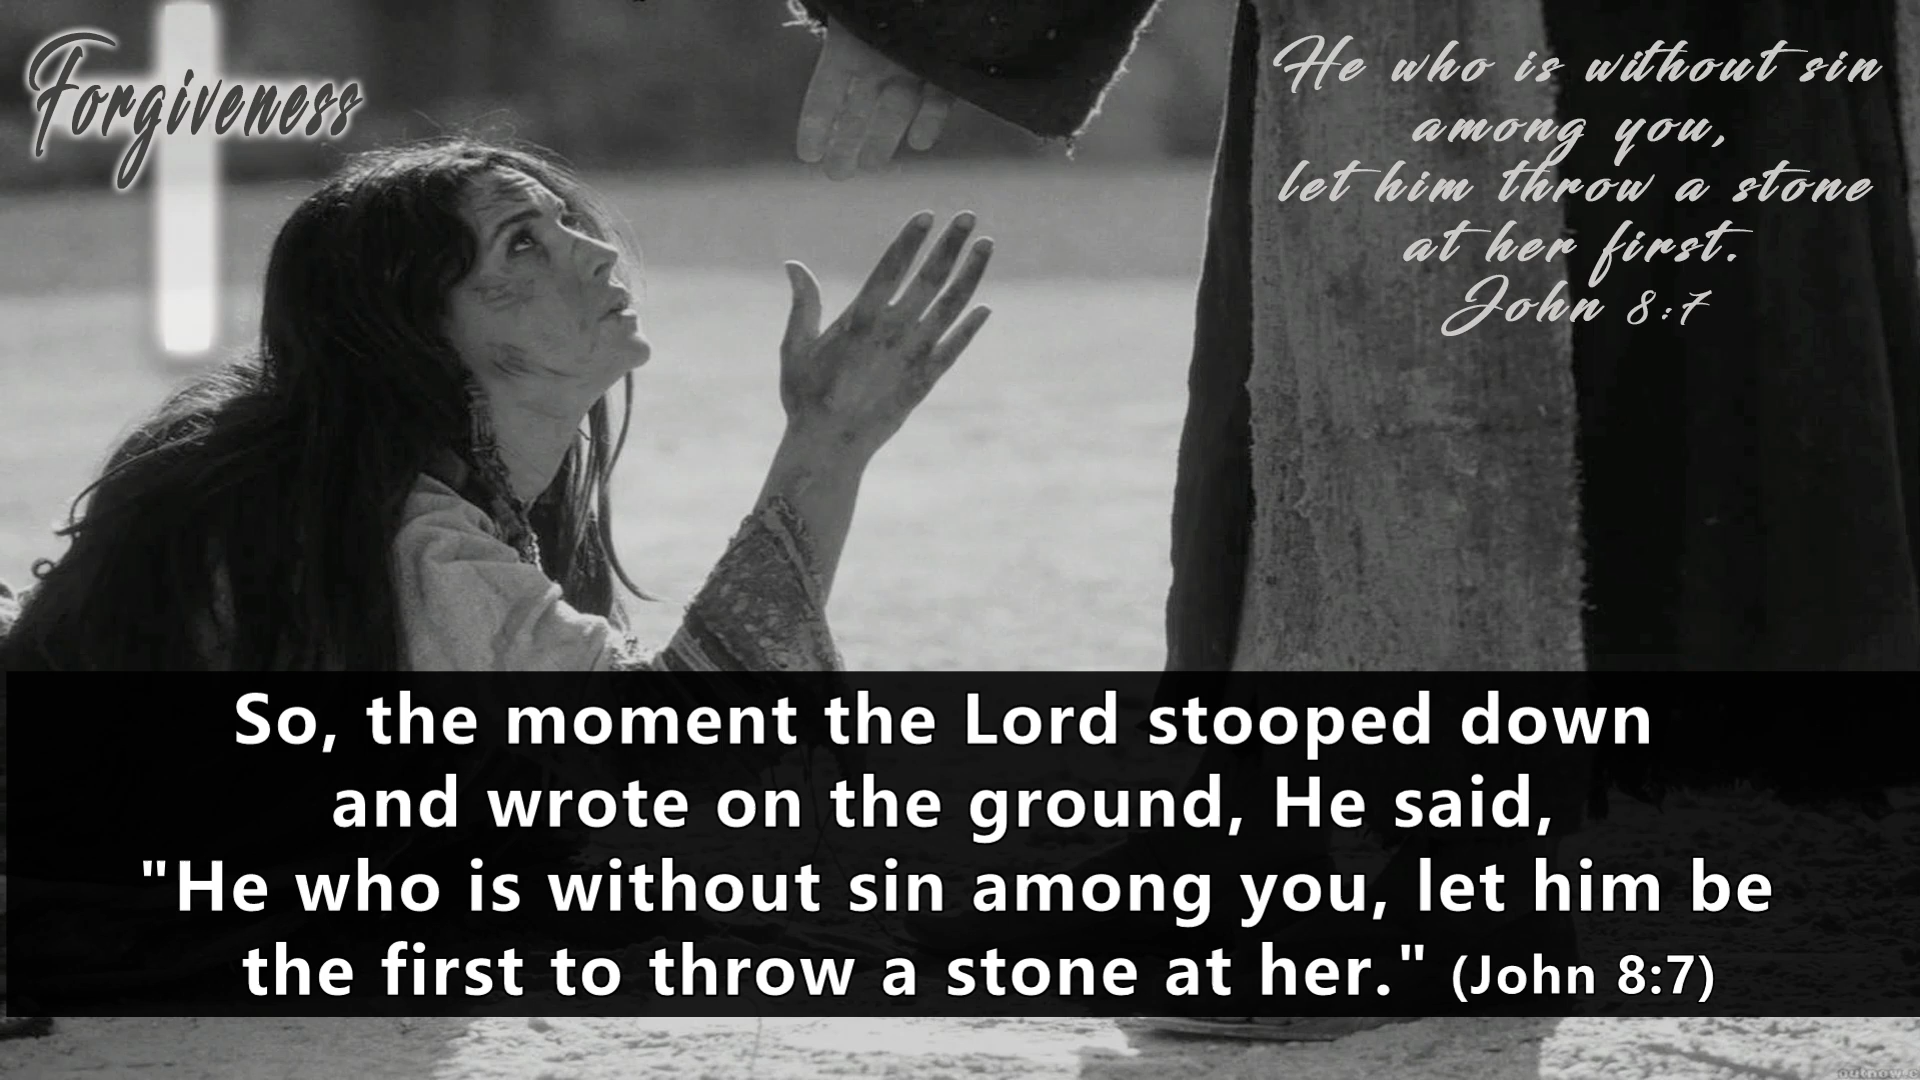 Forgiveness
He who is without sin
among you,
let him throw a stone
at her first.
John 8:7
So, the moment the Lord stooped down
and wrote on the ground, He said,
"He who is without sin among you, let him be
the first to throw a stone at her." (John 8:7)